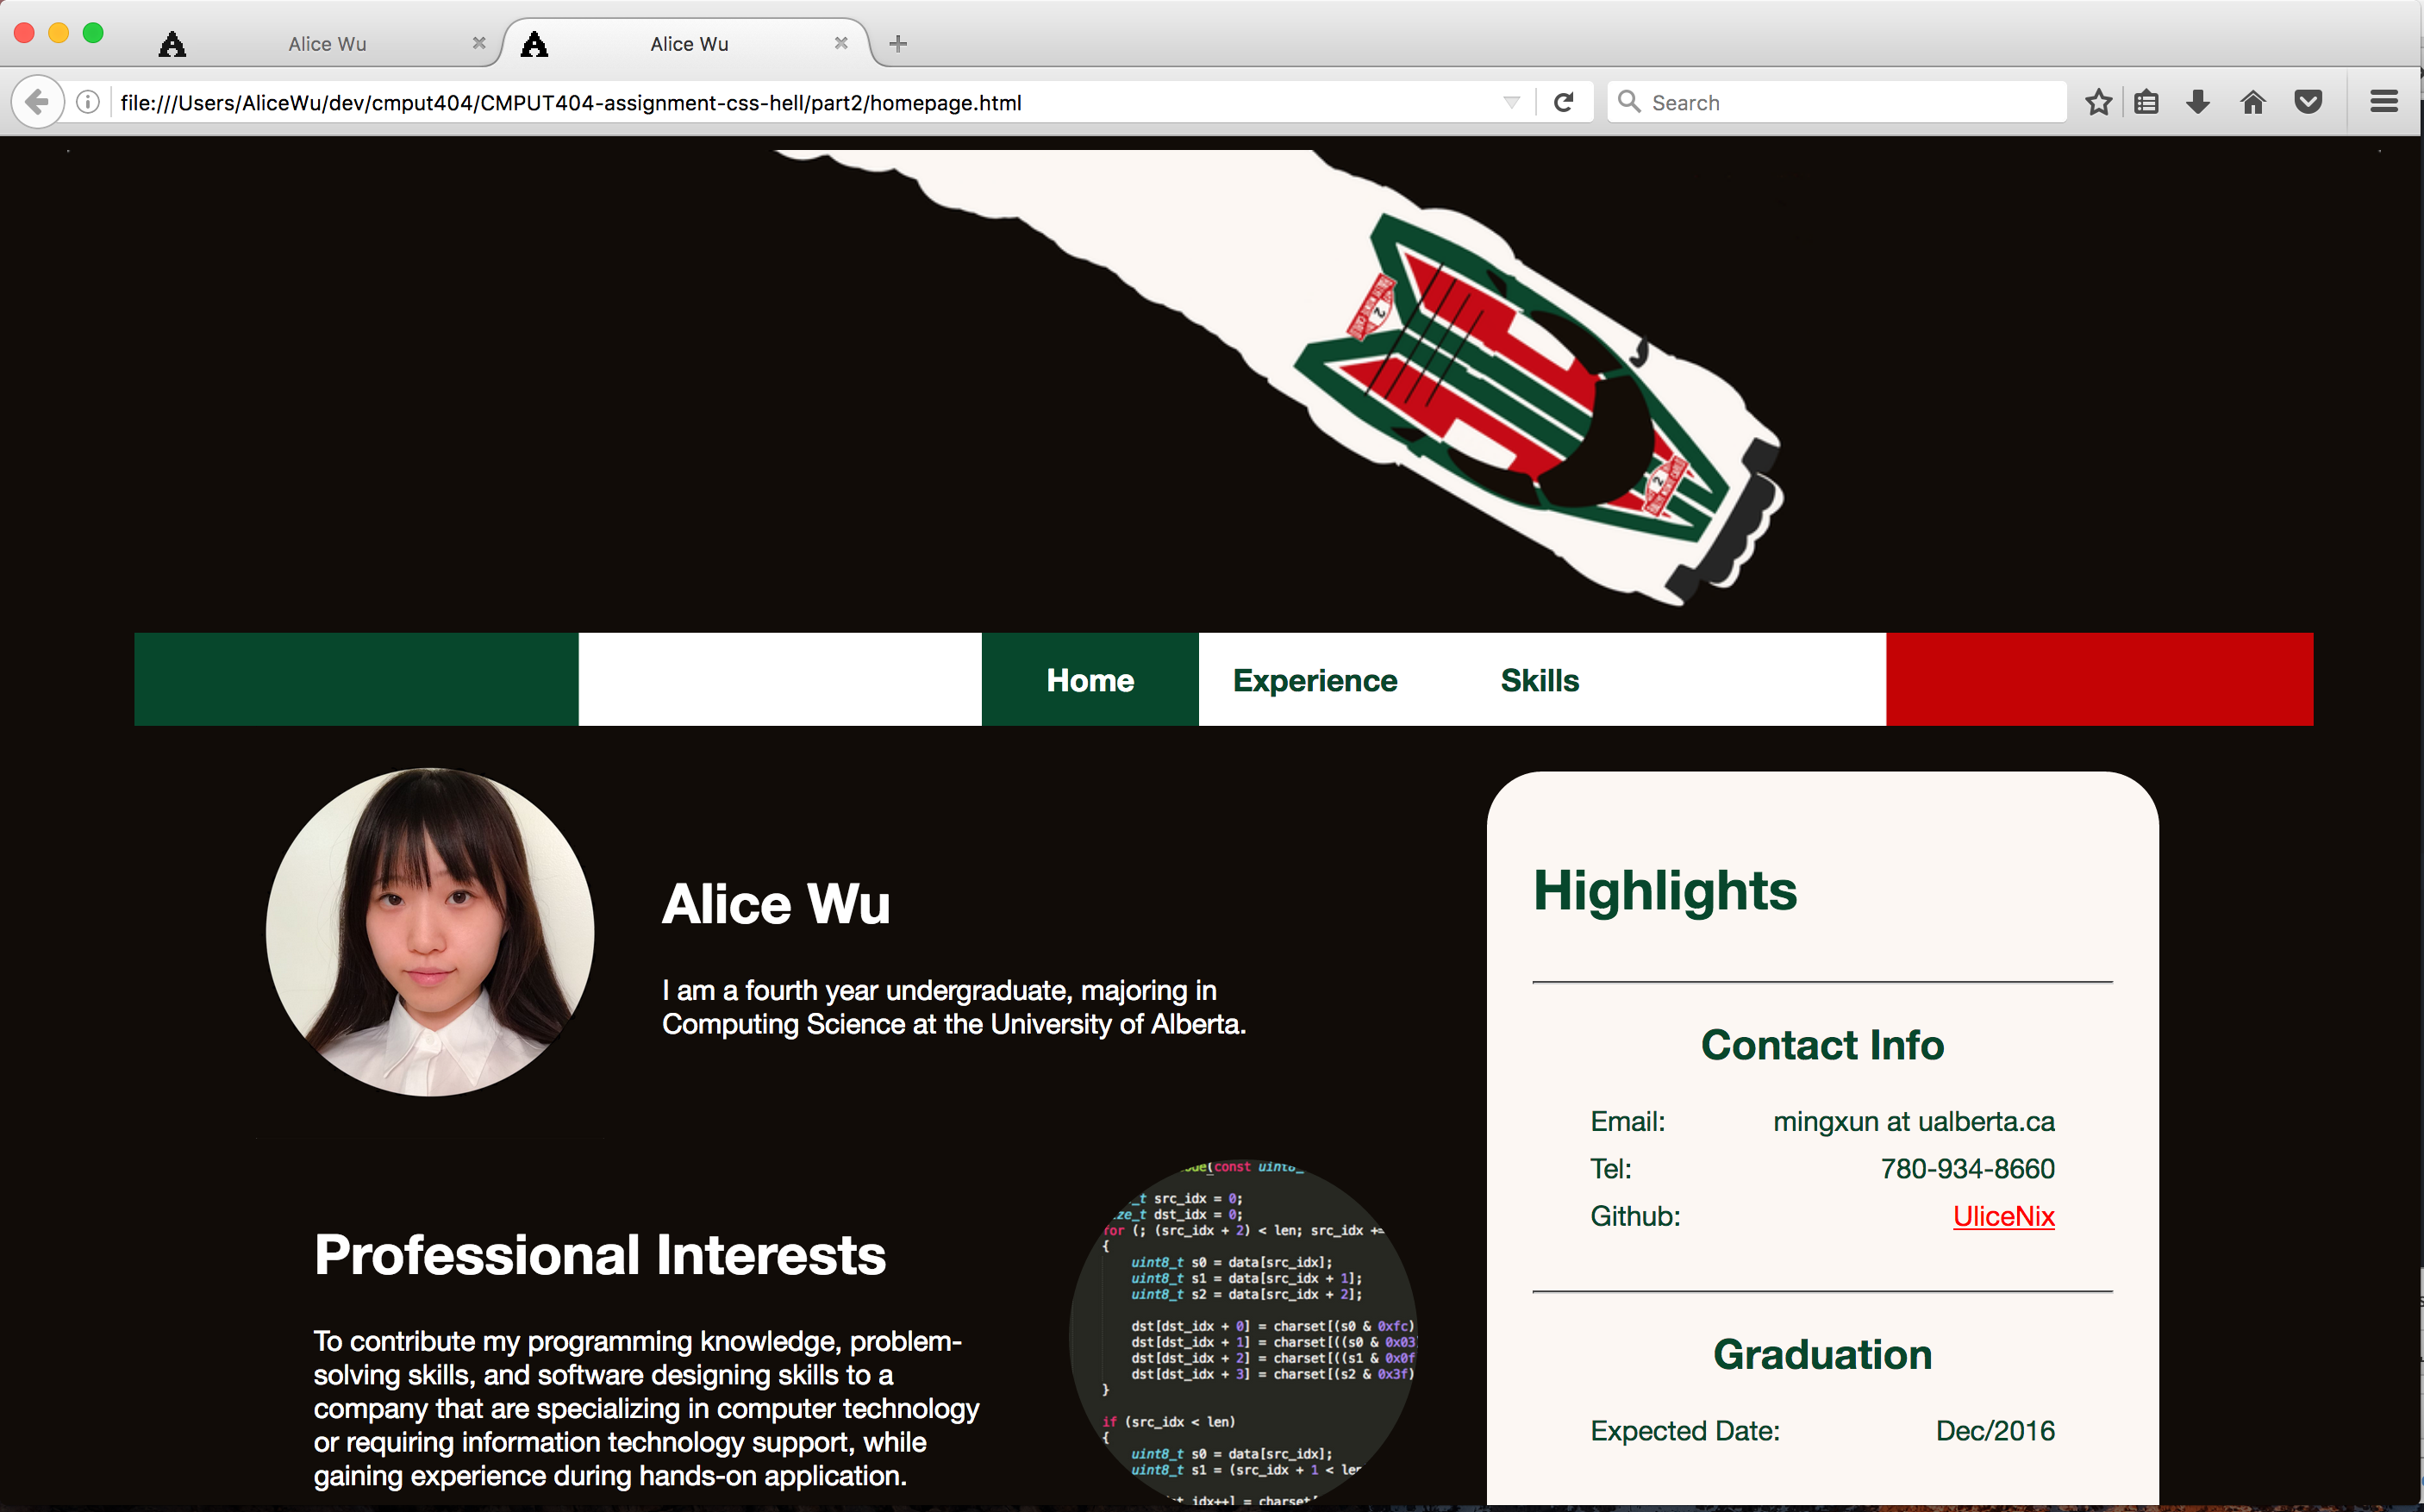 Alice Wu
Alice Wu
file:///Users/AliceWu/dev/cmput404/CMPUT404-assignment-css-hell/part2/homepage.html
Search
2
2
Home Experience Skills
Alice Wu
I am a fourth year undergraduate, majoring in
Computing Science at the University of Alberta.
Professional Interests
To contribute my programming knowledge, problem-
solving skills, and software designing skills to a
company that are specializing in computer technology
or requiring information technology support, while
gaining experience during hands-on application.
(const
_t src_idx = 0;
ze_t dst_idx = 0;
for (; (src_idx + 2) < len; src_idx +=
{
uint8_t s0 = data[src_idx];
uint8_t s1 = data[src_idx + 1];
uint8_t s2 = data[src_idx + 2];
dst[dst_idx + 0] = charset[(s0 & 0xfc)
dst[dst_idx + 1] = charset[((s0 & 0x03
dst[dst_idx + 2] = charset[((s1 & 0x0f
dst[dst_idx + 3] = charset[(s2 & 0x3f)
}
if (src_idx < len)
{
uint8_t s0 = data[src_idx];
uint8_t s1 = (src_idx + 1 < le
Highlights
Contact Info
Email: mingxun at ualberta.ca
Tel: 780-934-8660
Github: UliceNix
Graduation
Expected Date: Dec/2016